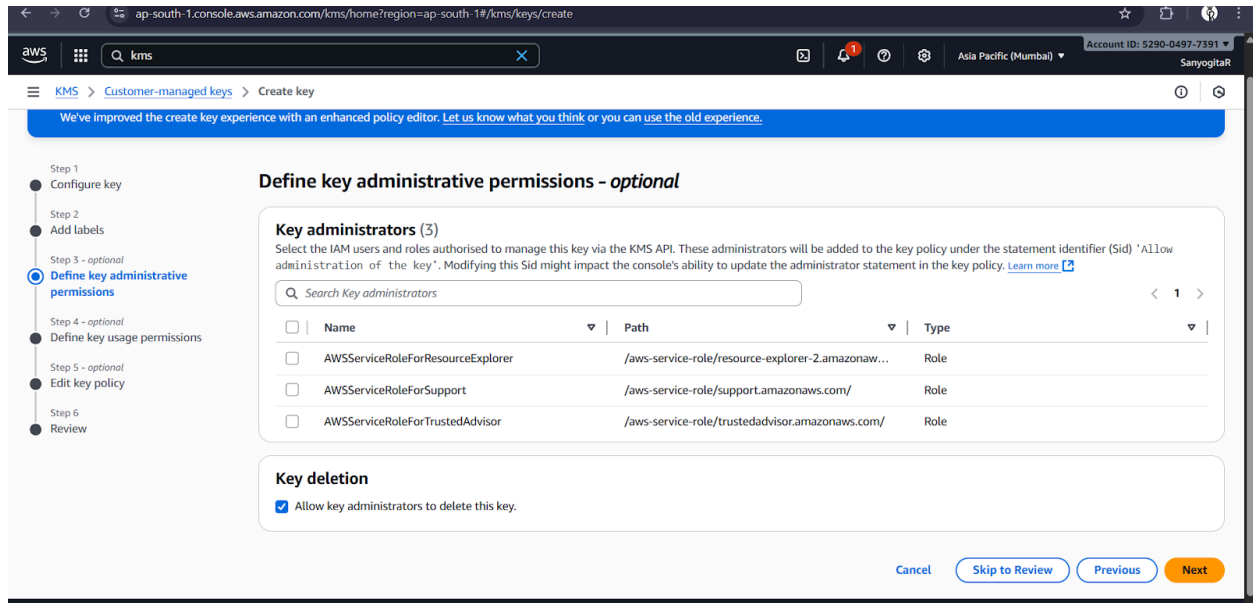 ap-south-1.console.aws.amazon.com/kms/home?region=ap-south-1#/kms/keys/create
aws
kms
1
Asia Pacific (Mumbai)
Account ID: 5290-0497-7391
SanyogitaR
KMS > Customer-managed keys > Create key
We've improved the create key experience with an enhanced policy editor. Let us know what you think or you can use the old experience.
Step 1
Configure key
Step 2
Add labels
Step 3 - optional
Define key administrative
permissions
Step 4 - optional
Define key usage permissions
Step 5 - optional
Edit key policy
Step 6
Review
Define key administrative permissions - optional
Key administrators (3)
Select the IAM users and roles authorised to manage this key via the KMS API. These administrators will be added to the key policy under the statement identifier (Sid) 'Allow
administration of the key'. Modifying this Sid might impact the console's ability to update the administrator statement in the key policy. Learn more
Search Key administrators
< 1 >
Name Path Type
AWSServiceRoleForResourceExplorer /aws-service-role/resource-explorer-2.amazonaw... Role
AWSServiceRoleForSupport /aws-service-role/support.amazonaws.com/ Role
AWSServiceRoleForTrustedAdvisor /aws-service-role/trustedadvisor.amazonaws.com/ Role
Key deletion
Allow key administrators to delete this key.
Cancel Skip to Review Previous Next